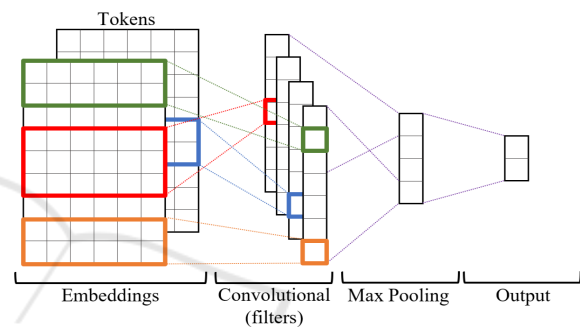 Tokens
Embeddings
Convolutional
(filters)
Max Pooling
Output